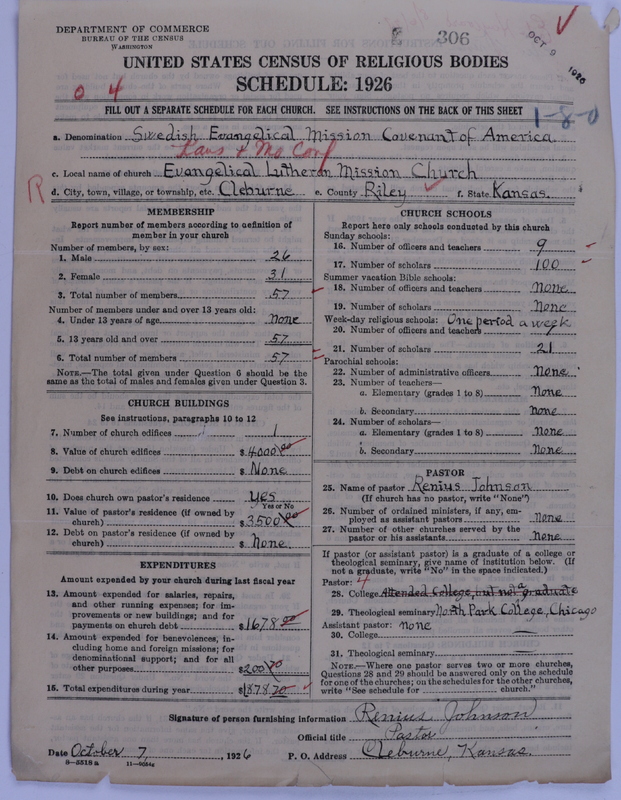 DEPARTMENT OF COMMERCE
BUREAU OF THE CENSUS
WASHINGTON
306
OCT 9 1926
UNITED STATES CENSUS OF RELIGIOUS BODIES
SCHEDULE: 1926
0 4
FILL OUT A SEPARATE SCHEDULE FOR EACH CHURCH. SEE INSTRUCTIONS ON THE BACK OF THIS SHEET
1-8-0
a. Denomination Swedish Evangelical Mission Covenant of America
c. Local name of church Evangelical Lutheran Mission Church
R
d. City, town, village, or township, etc. Cleburne e. County Riley f. State Kansas.
MEMBERSHIP
Report number of members according to definition of member in your church
Number of members, by sex:
1. Male 26
2. Female 31
3. Total number of members 57
Number of members under and over 13 years old:
4. Under 13 years of age None
5. 13 years old and over 57
6. Total number of members 57
NOTE.—The total given under Question 6 should be the same as the total of males and females given under Question 3.
CHURCH BUILDINGS
See instructions, paragraphs 10 to 12
7. Number of church edifices 1
8. Value of church edifices $ 4000 00
9. Debt on church edifices $ None
10. Does church own pastor's residence Yes
Yes or No
11. Value of pastor's residence (if owned by church) $ 3500 00
12. Debt on pastor's residence (if owned by church) $ None.
EXPENDITURES
Amount expended by your church during last fiscal year
13. Amount expended for salaries, repairs, and other running expenses; for improvements or new buildings; and for payments on church debt $ 1678.00
14. Amount expended for benevolences, including home and foreign missions; for denominational support; and for all other purposes $ 200 70
15. Total expenditures during year $ 1878 70
CHURCH SCHOOLS
Report here only schools conducted by this church
Sunday schools:
16. Number of officers and teachers 9
17. Number of scholars 100
Summer vacation Bible schools:
18. Number of officers and teachers None
19. Number of scholars None
Week-day religious schools: One period a week
20. Number of officers and teachers
21. Number of scholars 21
Parochial schools:
22. Number of administrative officers None
23. Number of teachers—
a. Elementary (grades 1 to 8) None
b. Secondary None
24. Number of scholars—
a. Elementary (grades 1 to 8) None
b. Secondary None
PASTOR
25. Name of pastor Renius Johnson
(If church has no pastor, write "None")
26. Number of ordained ministers, if any, employed as assistant pastors None
27. Number of other churches served by the pastor or his assistants None
If pastor (or assistant pastor) is a graduate of a college or theological seminary, give name of institution below. (If not a graduate, write "No" in the space indicated.)
Pastor: 4
28. College Attended College, but not a graduate
29. Theological seminary North Park College, Chicago
Assistant pastor: None
30. College
31. Theological seminary
NOTE.—Where one pastor serves two or more churches, Questions 28 and 29 should be answered only on the schedule for one of the churches; on the schedules for the other churches, write "See schedule for church."
Signature of person furnishing information Renius Johnson
Official title Pastor
Date October 7, 1926 P. O. Address Cleburne, Kansas.
8—5518 a